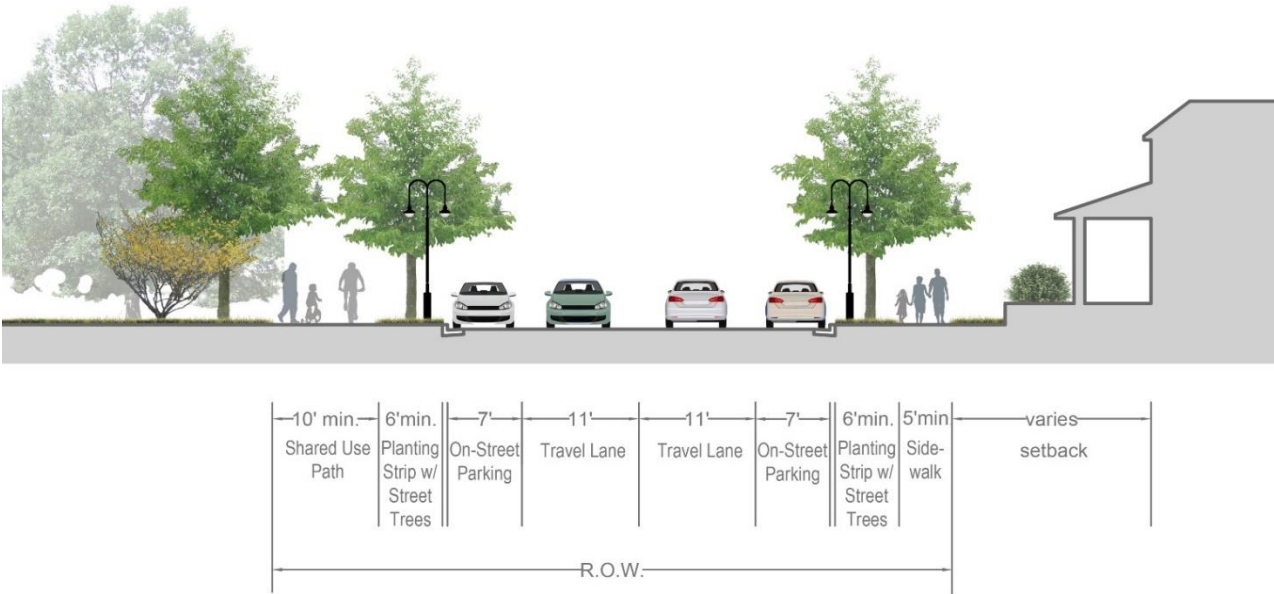 10' min.
Shared Use
Path
6'min.
Planting
Strip w/
Street
Trees
7'
On-Street
Parking
11'
Travel Lane
11'
Travel Lane
7'
On-Street
Parking
6'min.
Planting
Strip w/
Street
Trees
5'min
Side-
walk
varies
setback
R.O.W.